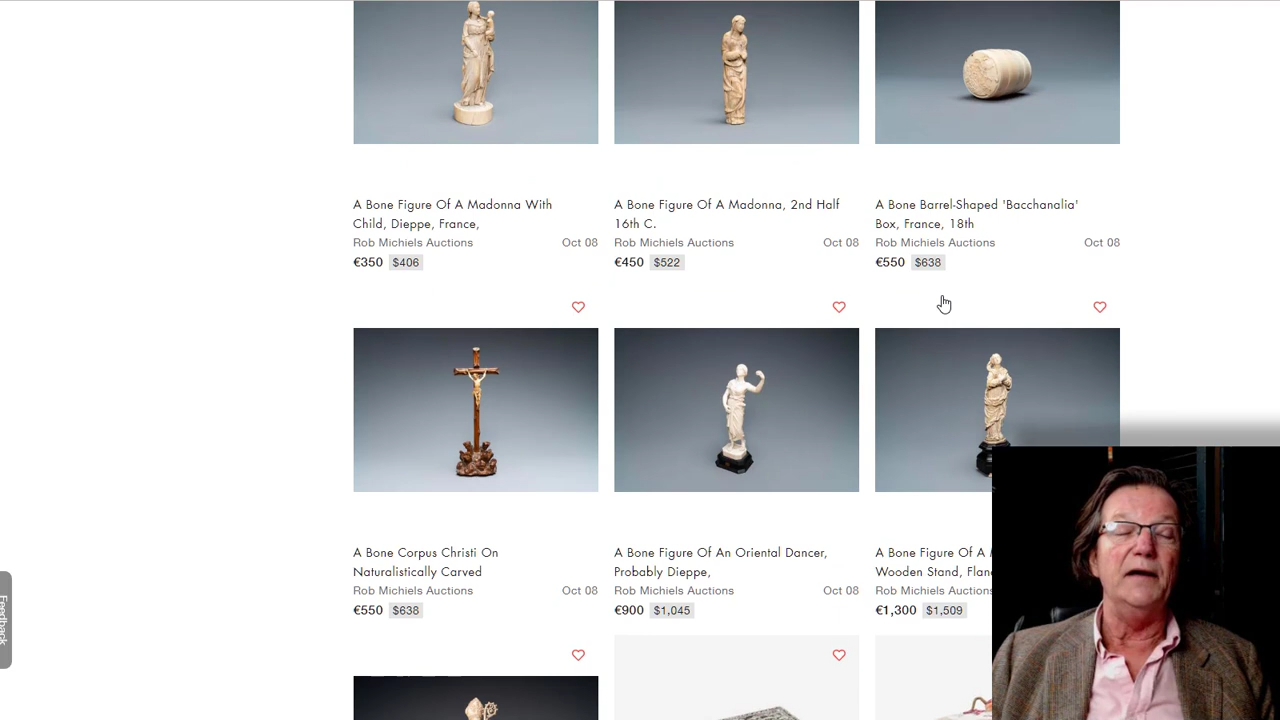 A Bone Figure Of A Madonna With
Child, Dieppe, France,
Rob Michiels Auctions Oct 08
€350 $406
A Bone Figure Of A Madonna, 2nd Half
16th C.
Rob Michiels Auctions Oct 08
€450 $522
A Bone Barrel-Shaped 'Bacchanalia'
Box, France, 18th
Rob Michiels Auctions Oct 08
€550 $638
A Bone Corpus Christi On
Naturalistically Carved
Rob Michiels Auctions Oct 08
€550 $638
A Bone Figure Of An Oriental Dancer,
Probably Dieppe,
Rob Michiels Auctions Oct 08
€900 $1,045
A Bone Figure Of A
Wooden Stand,
Rob Michiels Auctions
€1,300 $1,509
Feedback